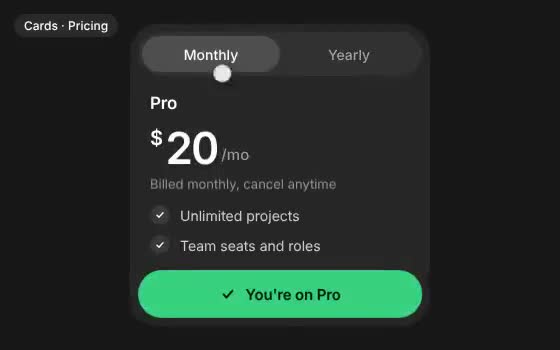 Cards · Pricing
Monthly
Yearly
Pro
$20/mo
Billed monthly, cancel anytime
Unlimited projects
Team seats and roles
You're on Pro